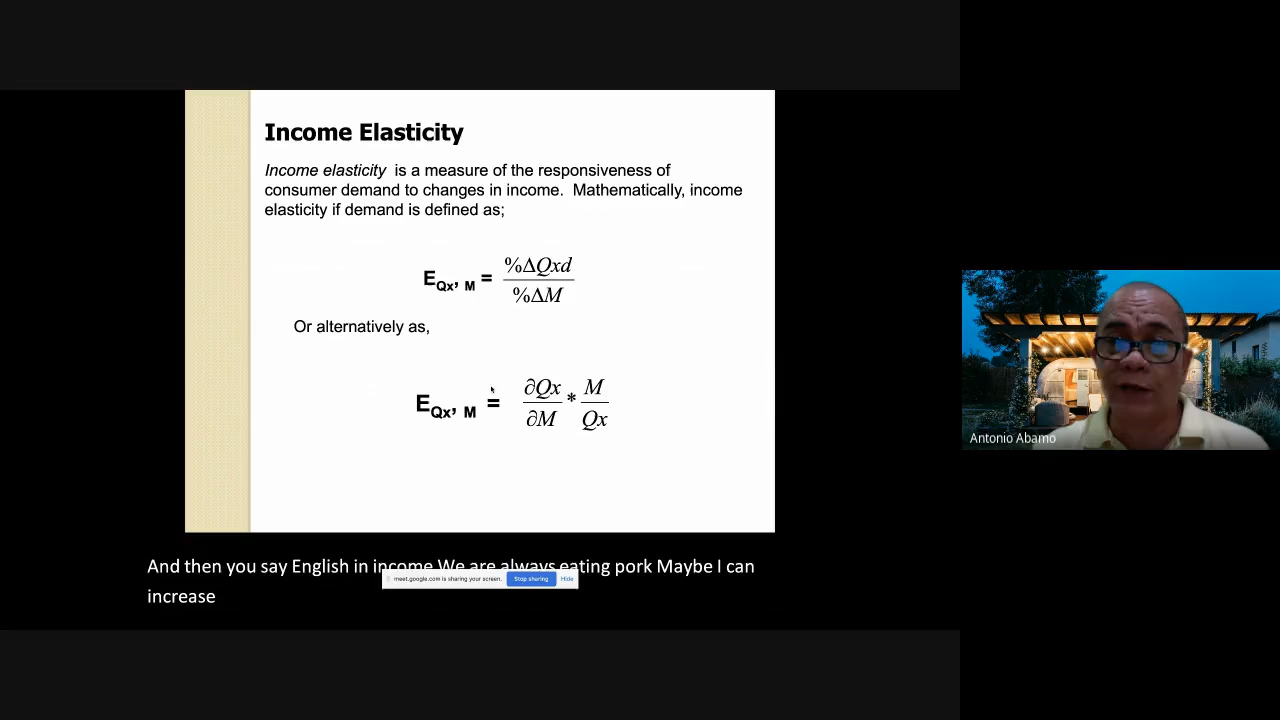 Income Elasticity
Income elasticity is a measure of the responsiveness of
consumer demand to changes in income. Mathematically, income
elasticity if demand is defined as;
E_{Qx, M} = %ΔQxd / %ΔM
Or alternatively as,
E_{Qx, M} = ∂Qx / ∂M * M / Qx
Antonio Abamo
And then you say English in income We are always eating pork Maybe I can
increase
meet.google.com is sharing your screen. Stop sharing Hide